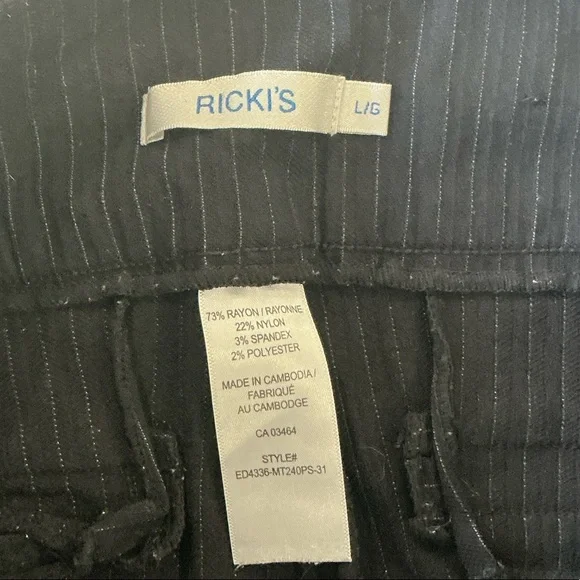 RICKI'S
L/G
73% RAYON / RAYONNE
22% NYLON
3% SPANDEX
2% POLYESTER
MADE IN CAMBODIA /
FABRIQUÉ
AU CAMBODGE
CA 03464
STYLE#
ED4336-MT240PS-31